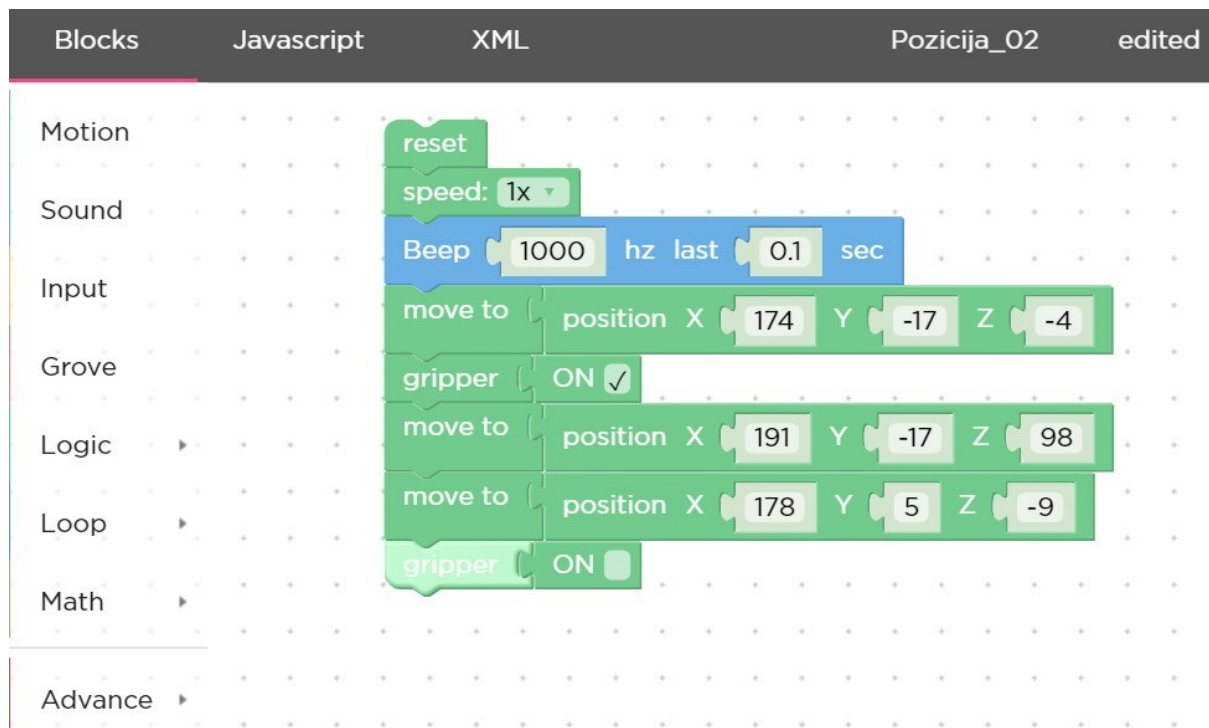 Blocks Javascript XML Pozicija_02 edited
Motion
Sound
Input
Grove
Logic
Loop
Math
Advance
reset
speed: 1x
Beep 1000 hz last 0.1 sec
move to position X 174 Y -17 Z -4
gripper ON ✓
move to position X 191 Y -17 Z 98
move to position X 178 Y 5 Z -9
gripper ON